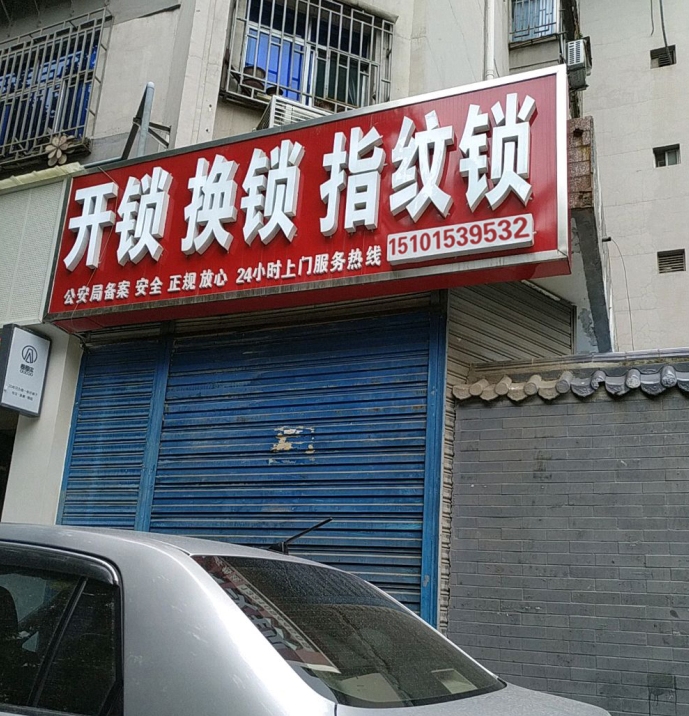 开锁 换锁 指纹锁
公安局备案 安全 正规 放心 24小时上门服务热线 15101539532